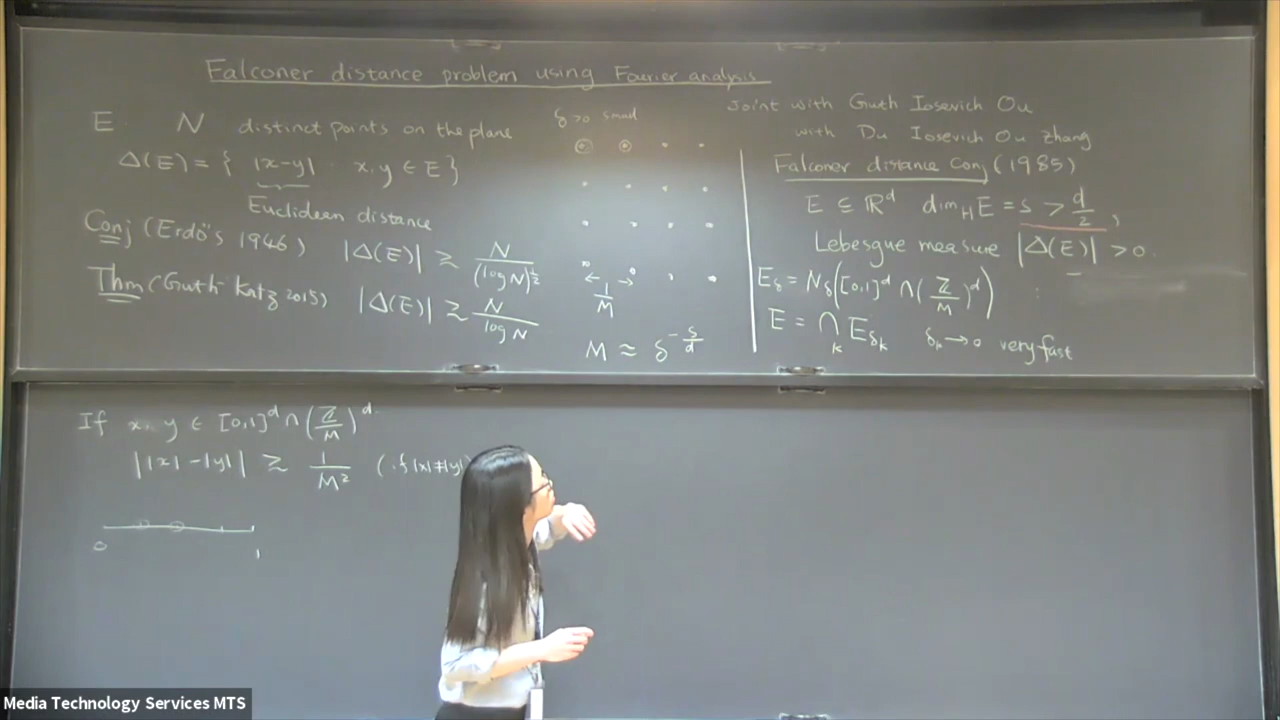 Falconer distance problem using Fourier analysis
E N distinct points on the plane
Δ(E) = { |x-y| : x, y ∈ E }
Euclidean distance
Conj (Erdö's 1946) |Δ(E)| ≳ N/(log N)^½
Thm (Guth-Katz 2015) |Δ(E)| ≳ N/log N
δ>0 small
1/M
M ≈ δ^{-s/d}
Joint with Guth Iosevich Ou
with Du Iosevich Ou Zhang
Falconer distance Conj (1985)
E ⊆ ℝ^d dim_H E = s > d/2,
Lebesgue measure |Δ(E)| > 0.
E_δ = N_δ([0,1]^d ∩ (ℤ/M)^d)
E = ∩_k E_{δ_k} δ_k → 0 very fast
If x, y ∈ [0,1]^d ∩ (ℤ/M)^d.
||x| - |y|| ≳ 1/M² (if |x|≠|y|)
0 1
Media Technology Services MTS